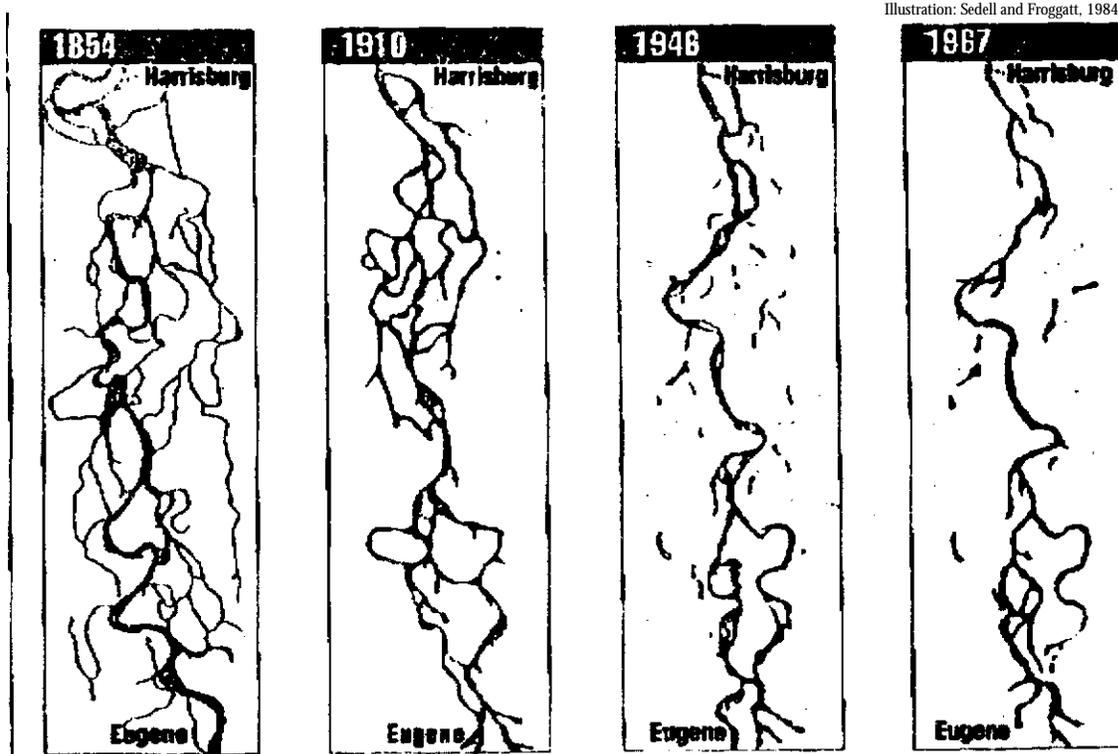 Illustration: Sedell and Froggatt, 1984
1854
1910
1946
1967
Harrisburg
Harrisburg
Harrisburg
Harrisburg
Eugene
Eugene
Eugene
Eugene